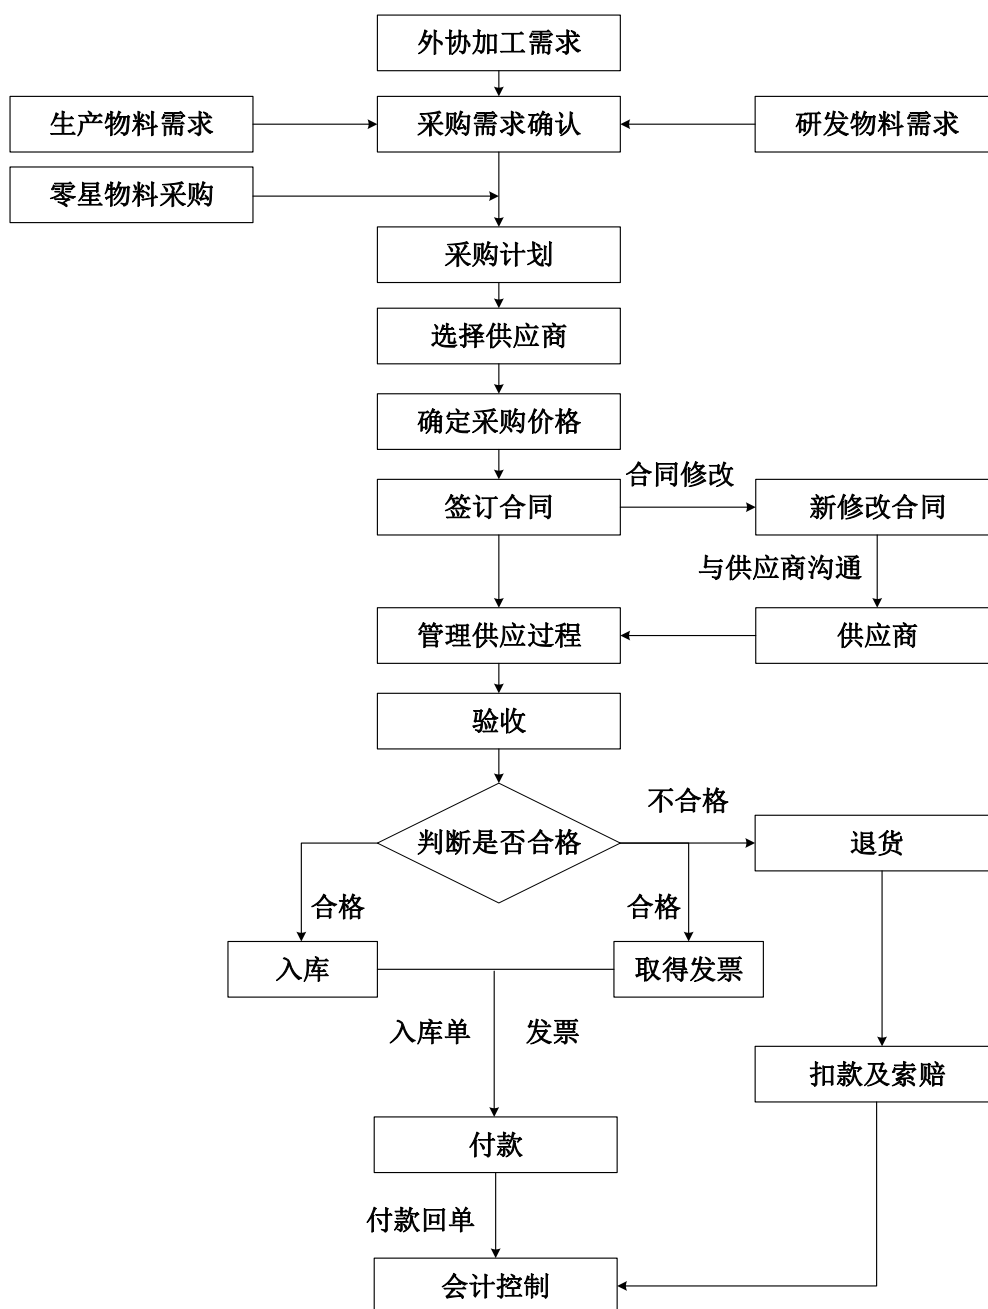 外协加工需求
生产物料需求
采购需求确认
研发物料需求
零星物料采购
采购计划
选择供应商
确定采购价格
合同修改
签订合同
新修改合同
与供应商沟通
管理供应过程
供应商
验收
不合格
判断是否合格
退货
合格
合格
入库
取得发票
入库单
发票
扣款及索赔
付款
付款回单
会计控制